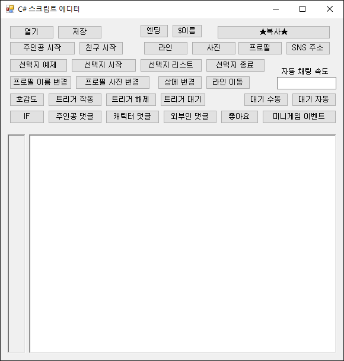 C# 스크립트 에디터
열기 저장 엔딩 $이름 ★복사★
주인공 시작 친구 시작 라인 사진 프로필 SNS 주소
선택지 예제 선택지 시작 선택지 리스트 선택지 종료
자동 채팅 속도
프로필 이름 변경 프로필 사진 변경 상메 변경 라인 이동
호감도 트리거 작동 트리거 해제 트리거 대기 대기 수동 대기 자동
IF 주인공 댓글 캐릭터 댓글 외부인 댓글 좋아요 미니게임 이벤트